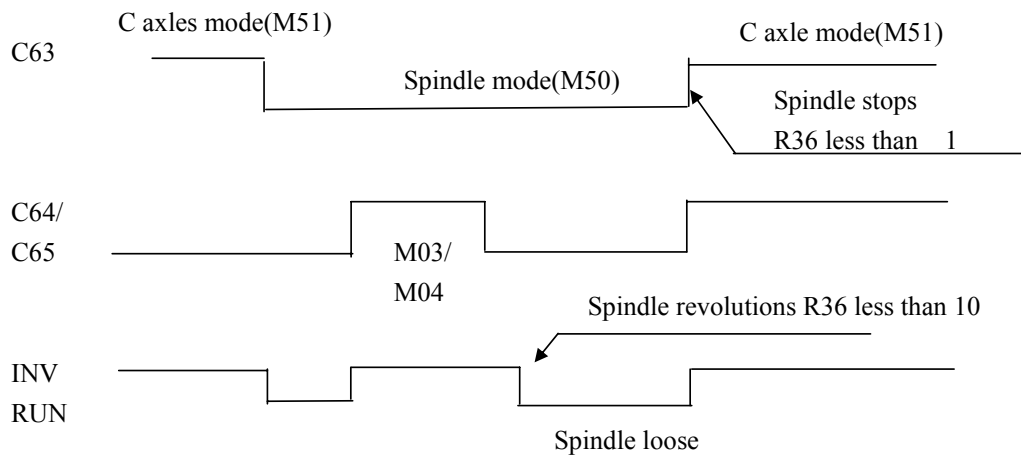 C axles mode(M51)
C63
C axle mode(M51)
Spindle mode(M50)
Spindle stops
R36 less than 1
C64/
C65
M03/
M04
Spindle revolutions R36 less than 10
INV
RUN
Spindle loose